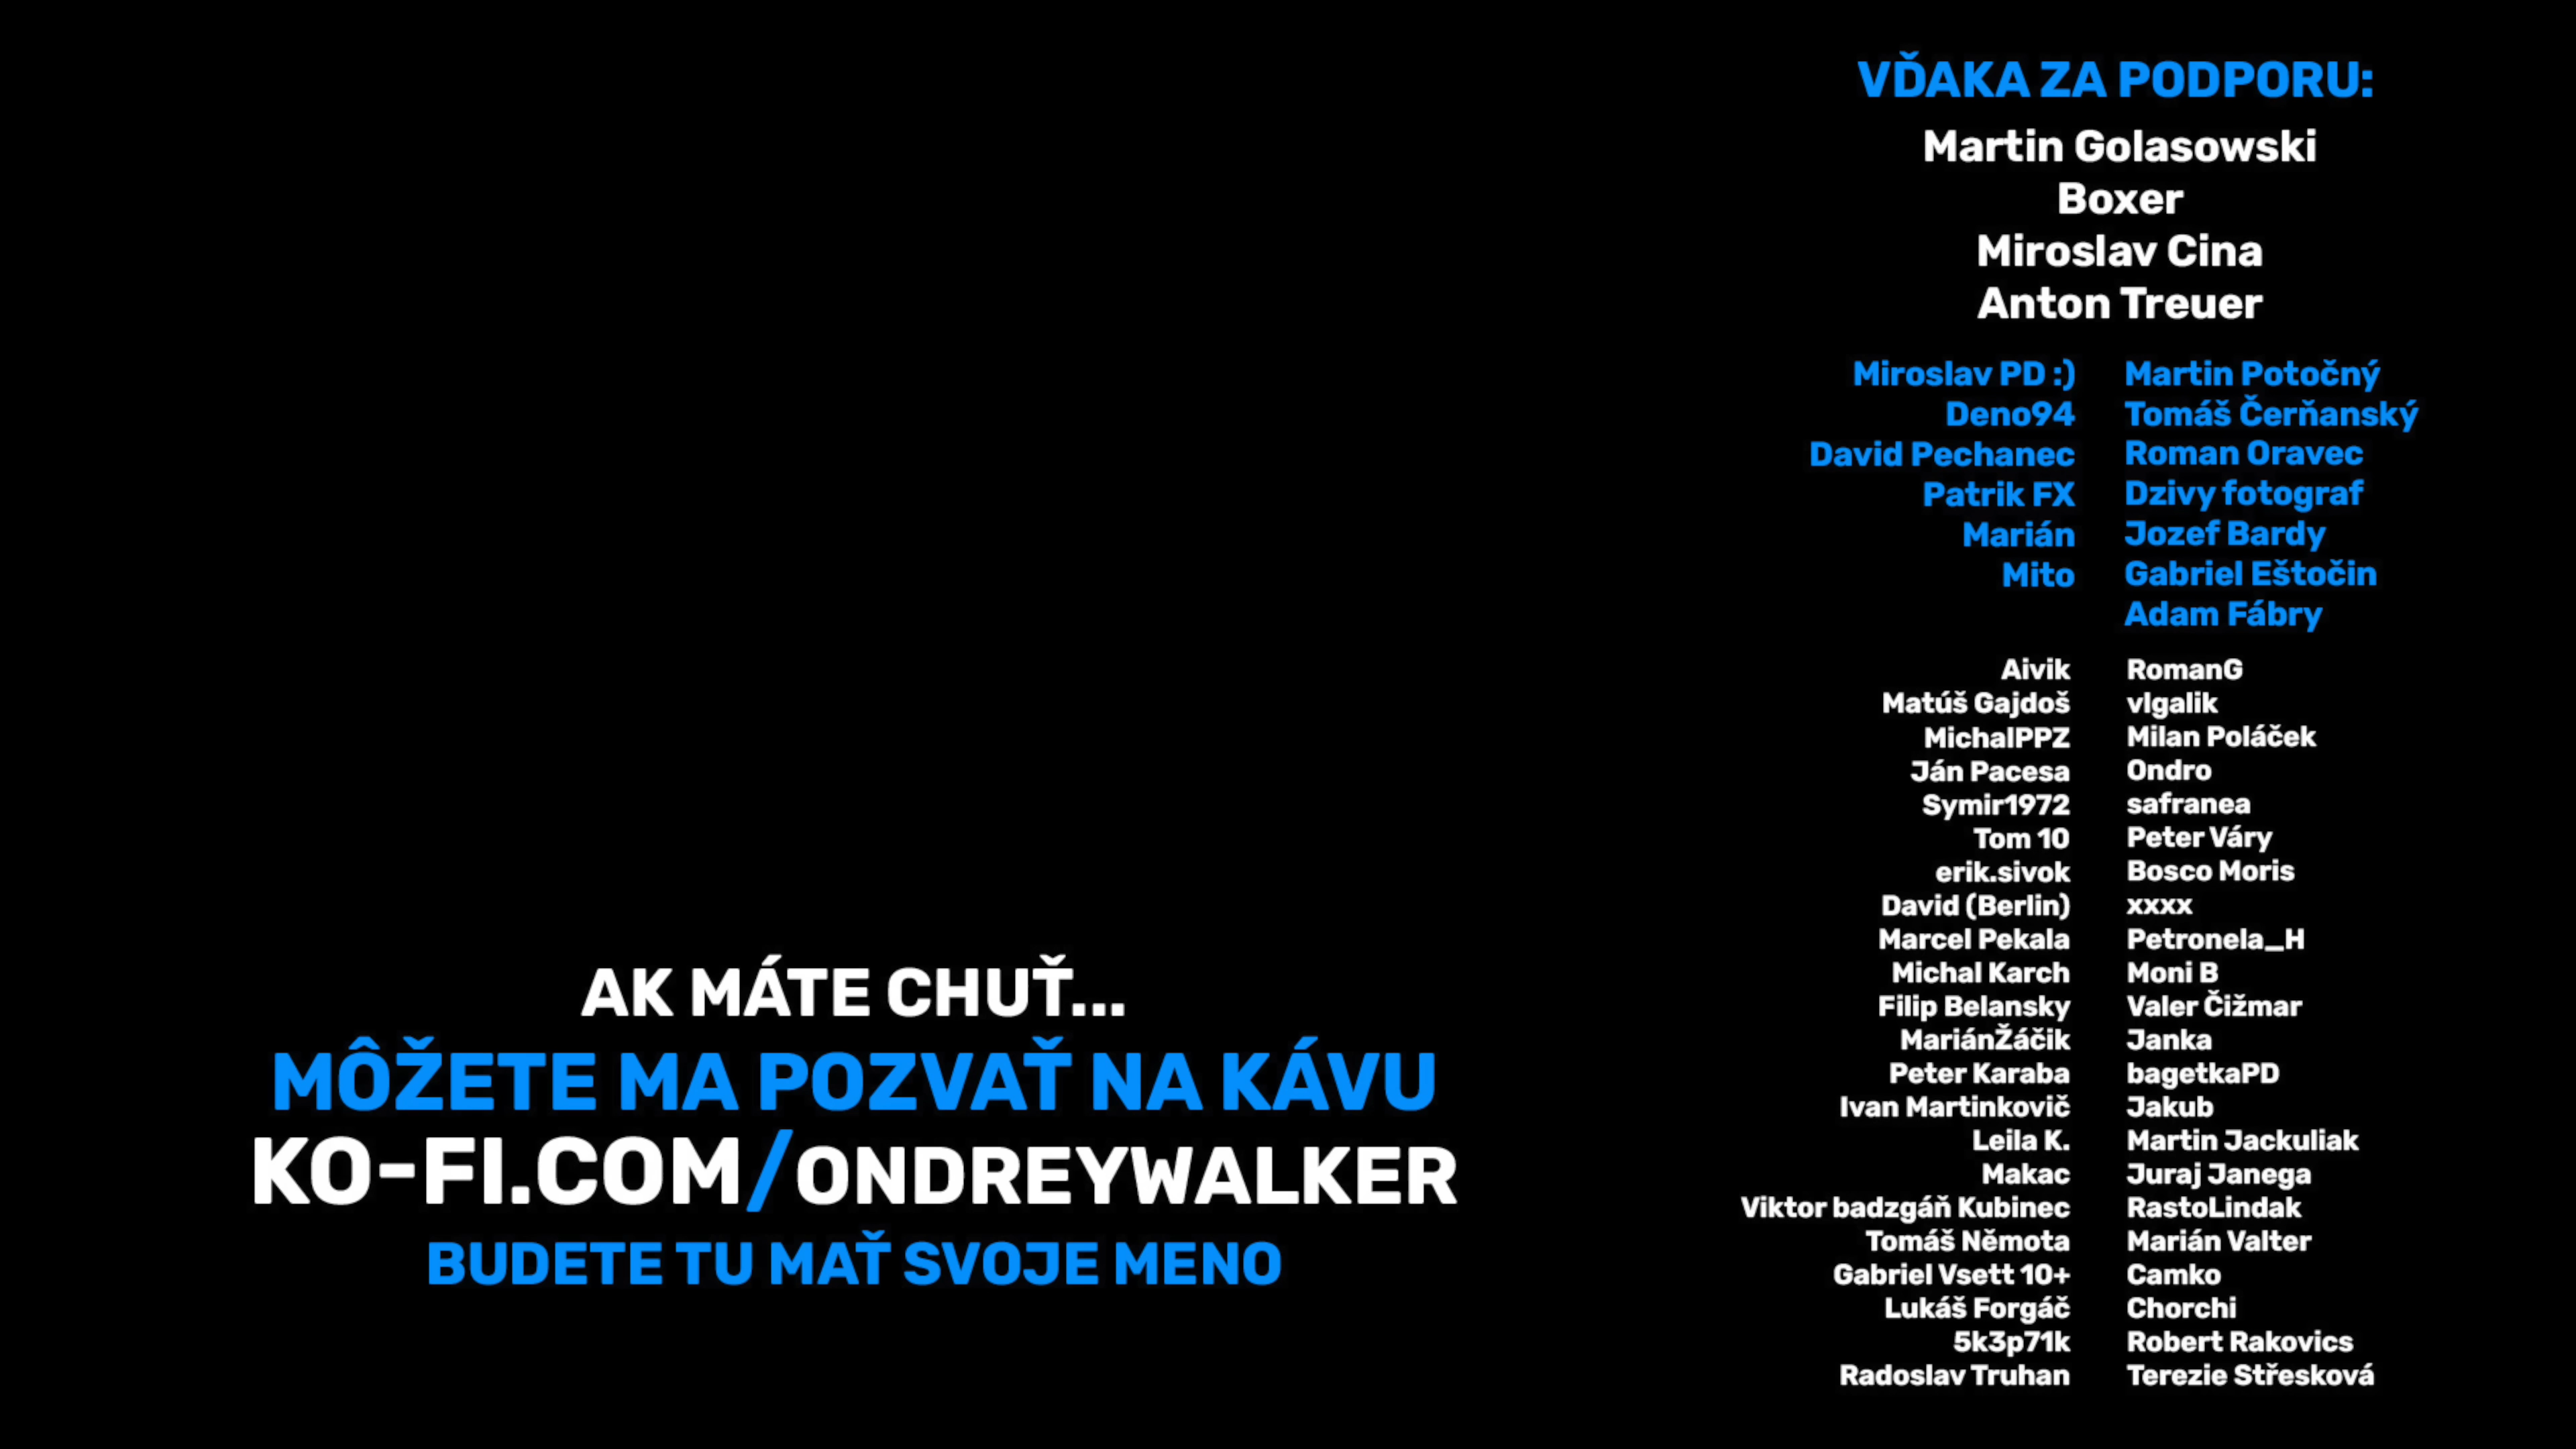 AK MÁTE CHUŤ...
MÔŽETE MA POZVAŤ NA KÁVU
KO-FI.COM/ONDREYWALKER
BUDETE TU MAŤ SVOJE MENO
VĎAKA ZA PODPORU:
Martin Golasowski
Boxer
Miroslav Cina
Anton Treuer
Miroslav PD :)
Deno94
David Pechanec
Patrik FX
Marián
Mito
Martin Potočný
Tomáš Čerňanský
Roman Oravec
Dzivy fotograf
Jozef Bardy
Gabriel Eštočin
Adam Fábry
Aivik
Matúš Gajdoš
MichalPPZ
Ján Pacesa
Symir1972
Tom 10
erik.sivok
David (Berlin)
Marcel Pekala
Michal Karch
Filip Belansky
MariánŽáčik
Peter Karaba
Ivan Martinkovič
Leila K.
Makac
Viktor badzgáň Kubinec
Tomáš Němota
Gabriel Vsett 10+
Lukáš Forgáč
5k3p71k
Radoslav Truhan
RomanG
vlgalik
Milan Poláček
Ondro
safranea
Peter Váry
Bosco Moris
xxxx
Petronela_H
Moni B
Valer Čižmar
Janka
bagetkaPD
Jakub
Martin Jackuliak
Juraj Janega
RastoLindak
Marián Valter
Camko
Chorchi
Robert Rakovics
Terezie Střesková